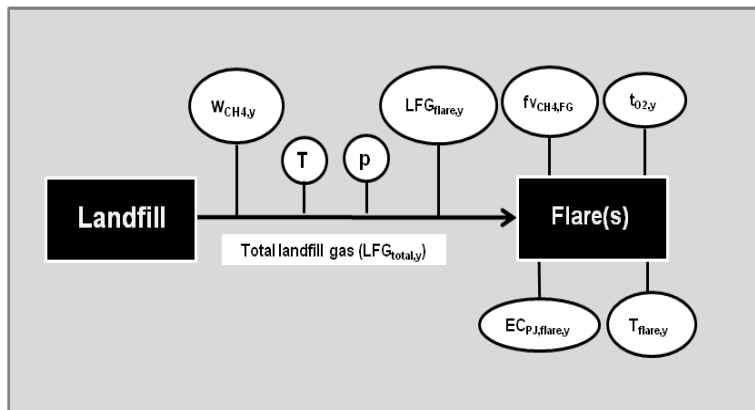 W_CH4,y
T
p
LFG_flare,y
fv_CH4,FG
t_O2,y
Landfill
Flare(s)
Total landfill gas (LFG_total,y)
EC_PJ,flare,y
T_flare,y